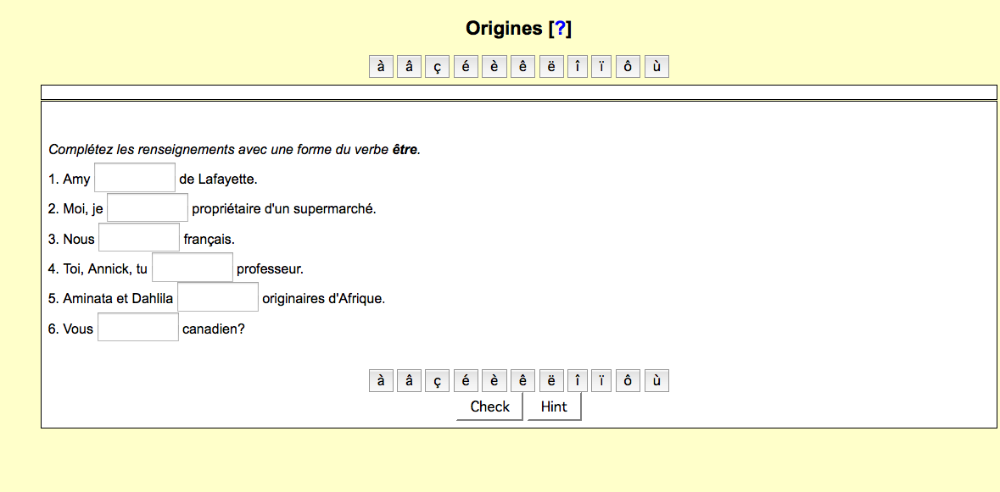 Origines [?]
à â ç é è ê ë î ï ô ù
Complétez les renseignements avec une forme du verbe être.
1. Amy de Lafayette.
2. Moi, je propriétaire d'un supermarché.
3. Nous français.
4. Toi, Annick, tu professeur.
5. Aminata et Dahlila originaires d'Afrique.
6. Vous canadien?
à â ç é è ê ë î ï ô ù
Check Hint